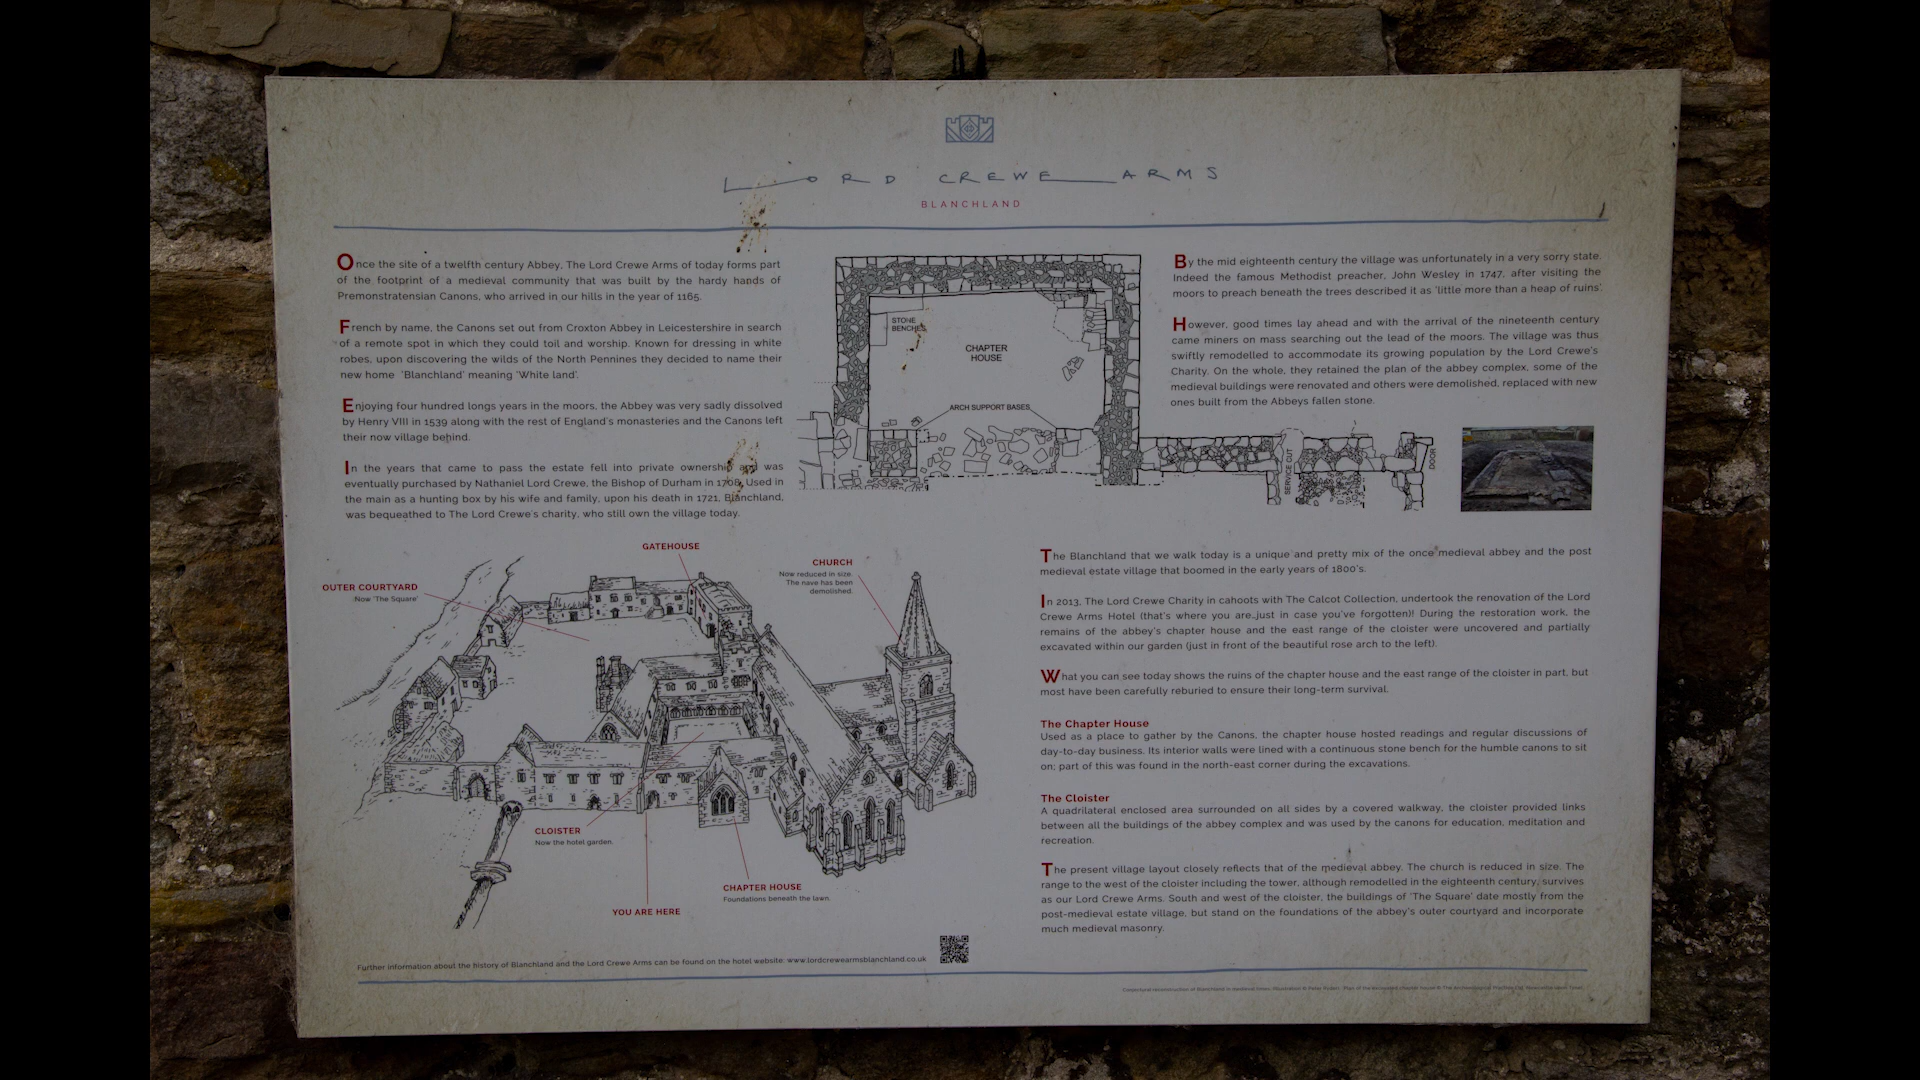 LORD CREWE ARMS
BLANCHLAND
Once the site of a twelfth century Abbey, The Lord Crewe Arms of today forms part
of the footprint of a medieval community that was built by the hardy hands of
Premonstratensian Canons, who arrived in our hills in the year of 1165.
French by name, the Canons set out from Croxton Abbey in Leicestershire in search
of a remote spot in which they could toil and worship. Known for dressing in white
robes, upon discovering the wilds of the North Pennines they decided to name their
new home 'Blanchland' meaning 'White land'.
Enjoying four hundred longs years in the moors, the Abbey was very sadly dissolved
by Henry VIII in 1539 along with the rest of England's monasteries and the Canons left
their now village behind.
In the years that came to pass the estate fell into private ownership and was
eventually purchased by Nathaniel Lord Crewe, the Bishop of Durham in 1708. Used in
the main as a hunting box by his wife and family, upon his death in 1721, Blanchland,
was bequeathed to The Lord Crewe's charity, who still own the village today.
STONE
BENCHES
CHAPTER
HOUSE
ARCH SUPPORT BASES
SERVICE CUT
DOOR
By the mid eighteenth century the village was unfortunately in a very sorry state.
Indeed the famous Methodist preacher, John Wesley in 1747, after visiting the
moors to preach beneath the trees described it as 'little more than a heap of ruins'.
However, good times lay ahead and with the arrival of the nineteenth century
came miners on mass searching out the lead of the moors. The village was thus
swiftly remodelled to accommodate its growing population by the Lord Crewe's
Charity. On the whole, they retained the plan of the abbey complex, some of the
medieval buildings were renovated and others were demolished, replaced with new
ones built from the Abbeys fallen stone.
GATEHOUSE
CHURCH
Now reduced in size.
The nave has been
demolished.
OUTER COURTYARD
Now 'The Square'
CLOISTER
Now the hotel garden.
CHAPTER HOUSE
Foundations beneath the lawn.
YOU ARE HERE
The Blanchland that we walk today is a unique and pretty mix of the once medieval abbey and the post
medieval estate village that boomed in the early years of 1800's.
In 2013, The Lord Crewe Charity in cahoots with The Calcot Collection, undertook the renovation of the Lord
Crewe Arms Hotel (that's where you are..just in case you've forgotten)! During the restoration work, the
remains of the abbey's chapter house and the east range of the cloister were uncovered and partially
excavated within our garden (just in front of the beautiful rose arch to the left).
What you can see today shows the ruins of the chapter house and the east range of the cloister in part, but
most have been carefully reburied to ensure their long-term survival.
The Chapter House
Used as a place to gather by the Canons, the chapter house hosted readings and regular discussions of
day-to-day business. Its interior walls were lined with a continuous stone bench for the humble canons to sit
on; part of this was found in the north-east corner during the excavations.
The Cloister
A quadrilateral enclosed area surrounded on all sides by a covered walkway, the cloister provided links
between all the buildings of the abbey complex and was used by the canons for education, meditation and
recreation.
The present village layout closely reflects that of the medieval abbey. The church is reduced in size. The
range to the west of the cloister including the tower, although remodelled in the eighteenth century, survives
as our Lord Crewe Arms. South and west of the cloister, the buildings of 'The Square' date mostly from the
post-medieval estate village, but stand on the foundations of the abbey's outer courtyard and incorporate
much medieval masonry.
Further information about the history of Blanchland and the Lord Crewe Arms can be found on the hotel website: www.lordcrewearmsblanchland.co.uk